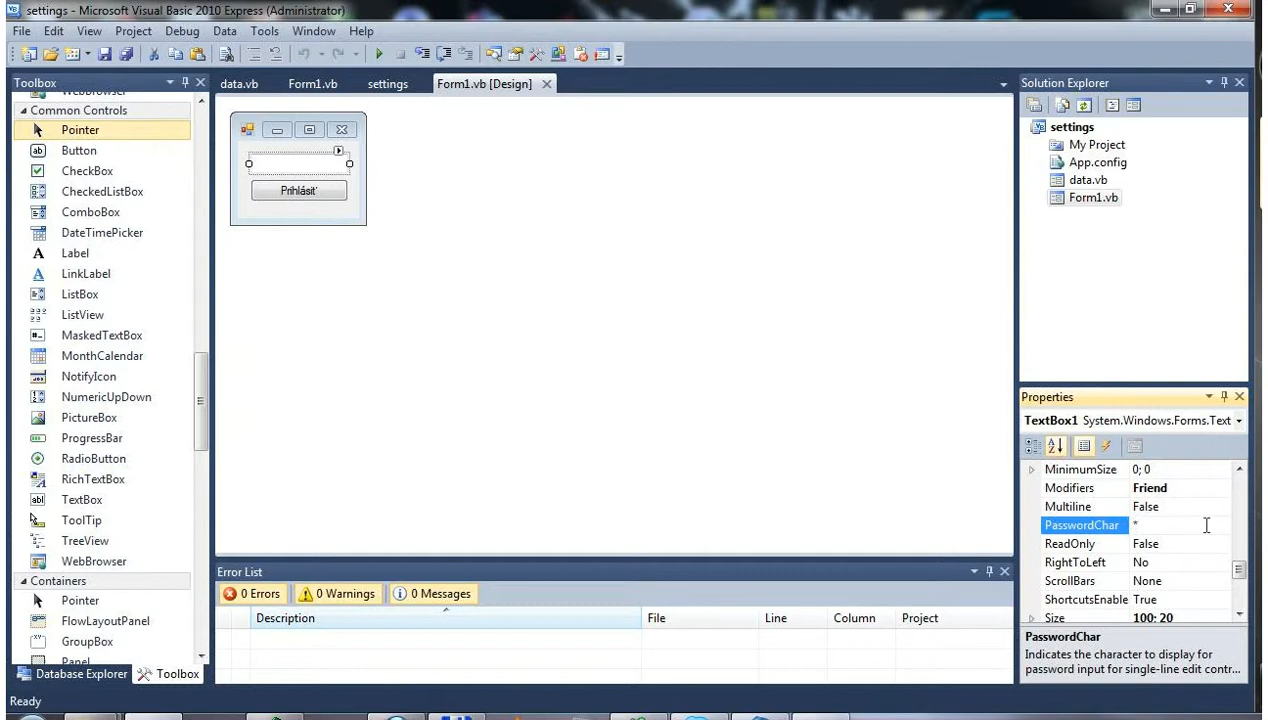 settings - Microsoft Visual Basic 2010 Express (Administrator)
File Edit View Project Debug Data Tools Window Help
Toolbox
data.vb Form1.vb settings Form1.vb [Design]
Solution Explorer
WebBrowser
Common Controls
Pointer
Button
CheckBox
CheckedListBox
ComboBox
DateTimePicker
Label
LinkLabel
ListBox
ListView
MaskedTextBox
MonthCalendar
NotifyIcon
NumericUpDown
PictureBox
ProgressBar
RadioButton
RichTextBox
TextBox
ToolTip
TreeView
WebBrowser
Containers
Pointer
FlowLayoutPanel
GroupBox
Panel
Database Explorer Toolbox
Prihlásiť
settings
My Project
App.config
data.vb
Form1.vb
Properties
TextBox1 System.Windows.Forms.Text
MinimumSize 0; 0
Modifiers Friend
Multiline False
PasswordChar *
ReadOnly False
RightToLeft No
ScrollBars None
ShortcutsEnable True
Size 100; 20
PasswordChar
Indicates the character to display for
password input for single-line edit contr...
Error List
0 Errors 0 Warnings 0 Messages
Description File Line Column Project
Ready